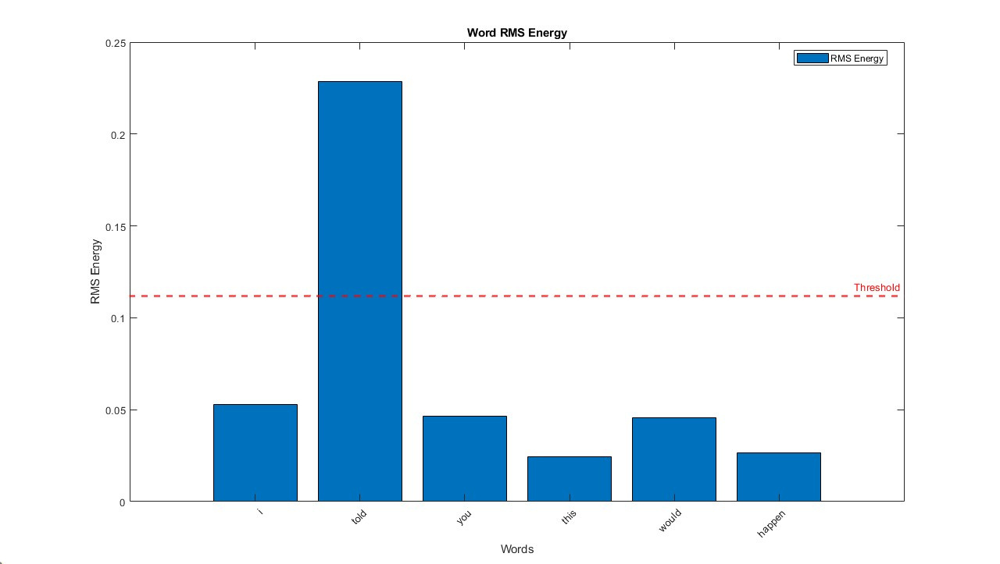 Word RMS Energy
RMS Energy
0.25
0.2
0.15
0.1
0.05
0
RMS Energy
Threshold
i
told
you
this
would
happen
Words